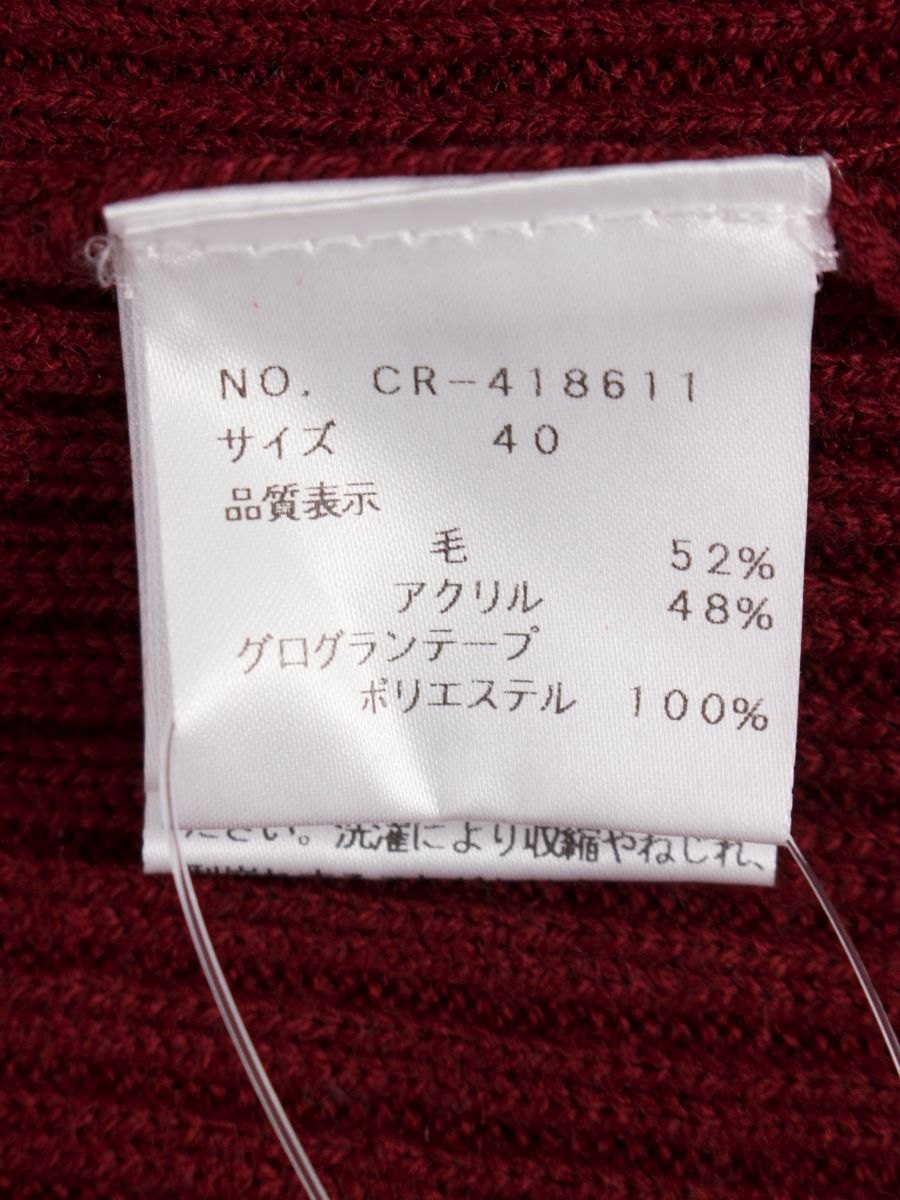 NO. CR-418611
サイズ 40
品質表示
毛 52%
アクリル 48%
グログランテープ
ポリエステル 100%
ださい。洗濯により収縮やねじれ、